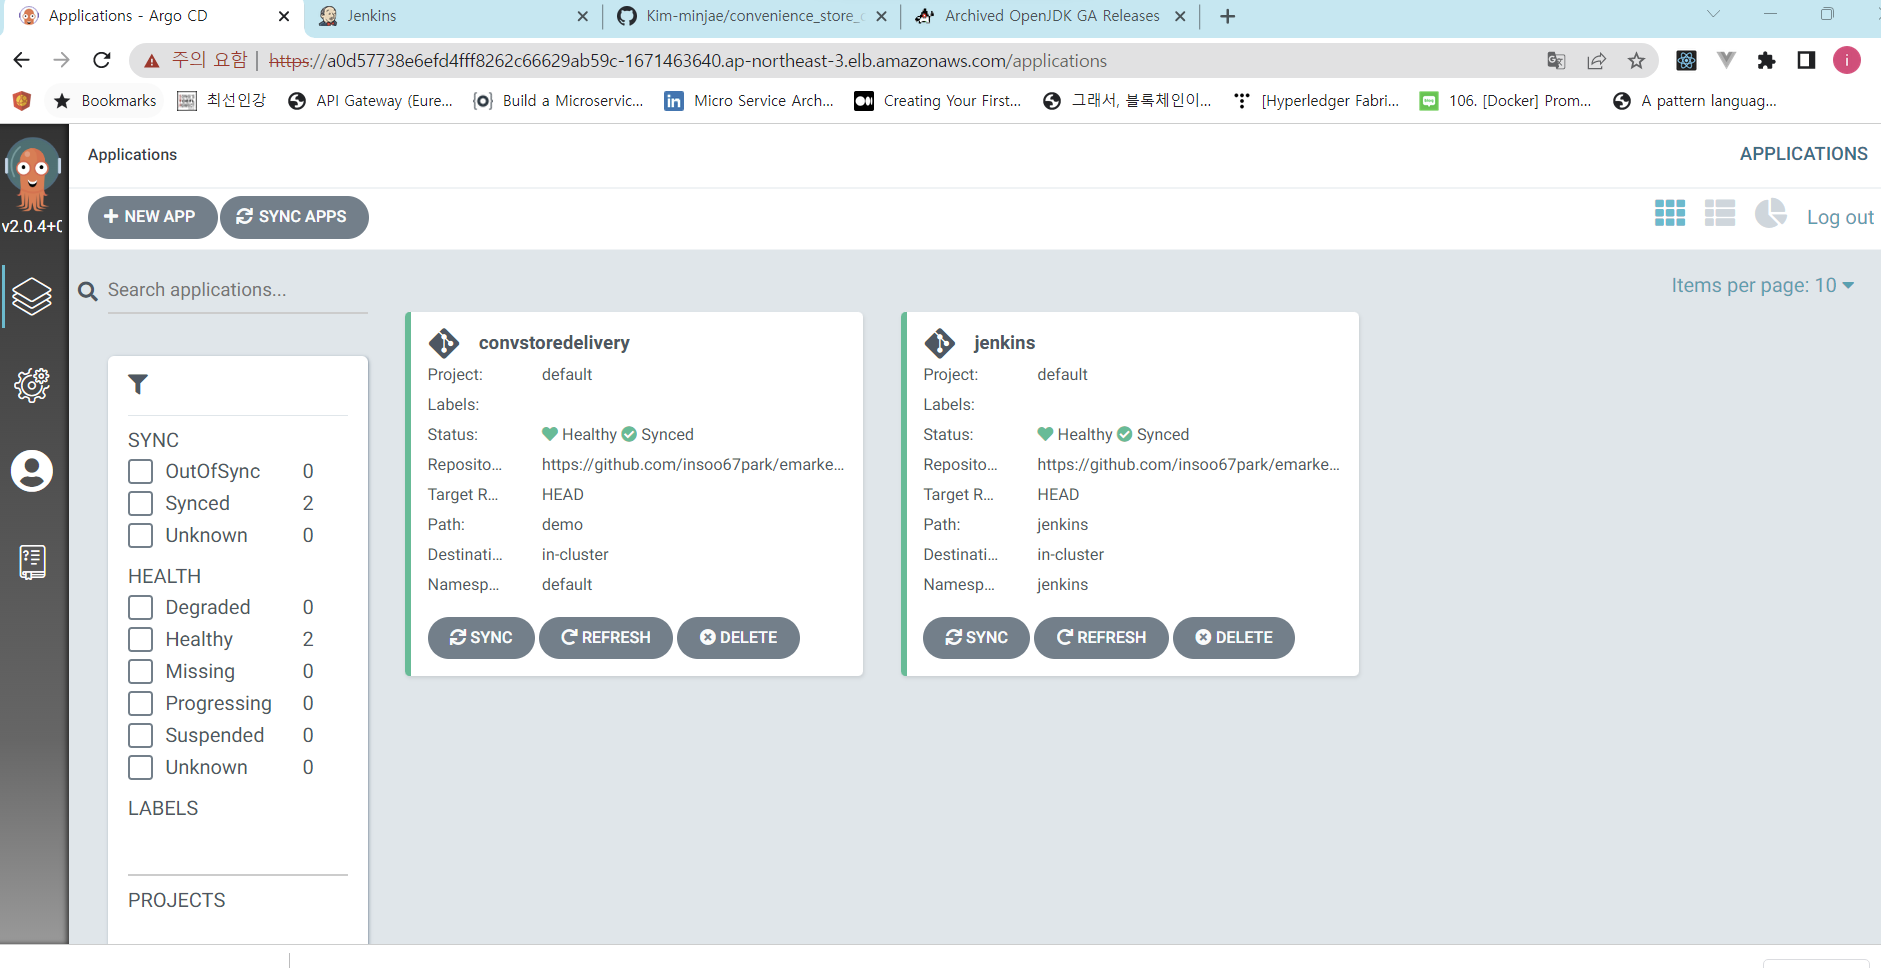 Applications - Argo CD
Jenkins
Kim-minjae/convenience_store_
Archived OpenJDK GA Releases
주의 요함 | https://a0d57738e6efd4fff8262c66629ab59c-1671463640.ap-northeast-3.elb.amazonaws.com/applications
i
Bookmarks
최선인강
API Gateway (Eure...
Build a Microservic...
Micro Service Arch...
Creating Your First...
그래서, 블록체인이...
[Hyperledger Fabri...
106. [Docker] Prom...
A pattern languag...
Applications
APPLICATIONS
v2.0.4+
NEW APP
SYNC APPS
Log out
Search applications...
Items per page: 10
SYNC
OutOfSync 0
Synced 2
Unknown 0
HEALTH
Degraded 0
Healthy 2
Missing 0
Progressing 0
Suspended 0
Unknown 0
LABELS
PROJECTS
convstoredelivery
Project: default
Labels:
Status: Healthy Synced
Reposito... https://github.com/insoo67park/emarke...
Target R... HEAD
Path: demo
Destinati... in-cluster
Namesp... default
SYNC
REFRESH
DELETE
jenkins
Project: default
Labels:
Status: Healthy Synced
Reposito... https://github.com/insoo67park/emarke...
Target R... HEAD
Path: jenkins
Destinati... in-cluster
Namesp... jenkins
SYNC
REFRESH
DELETE